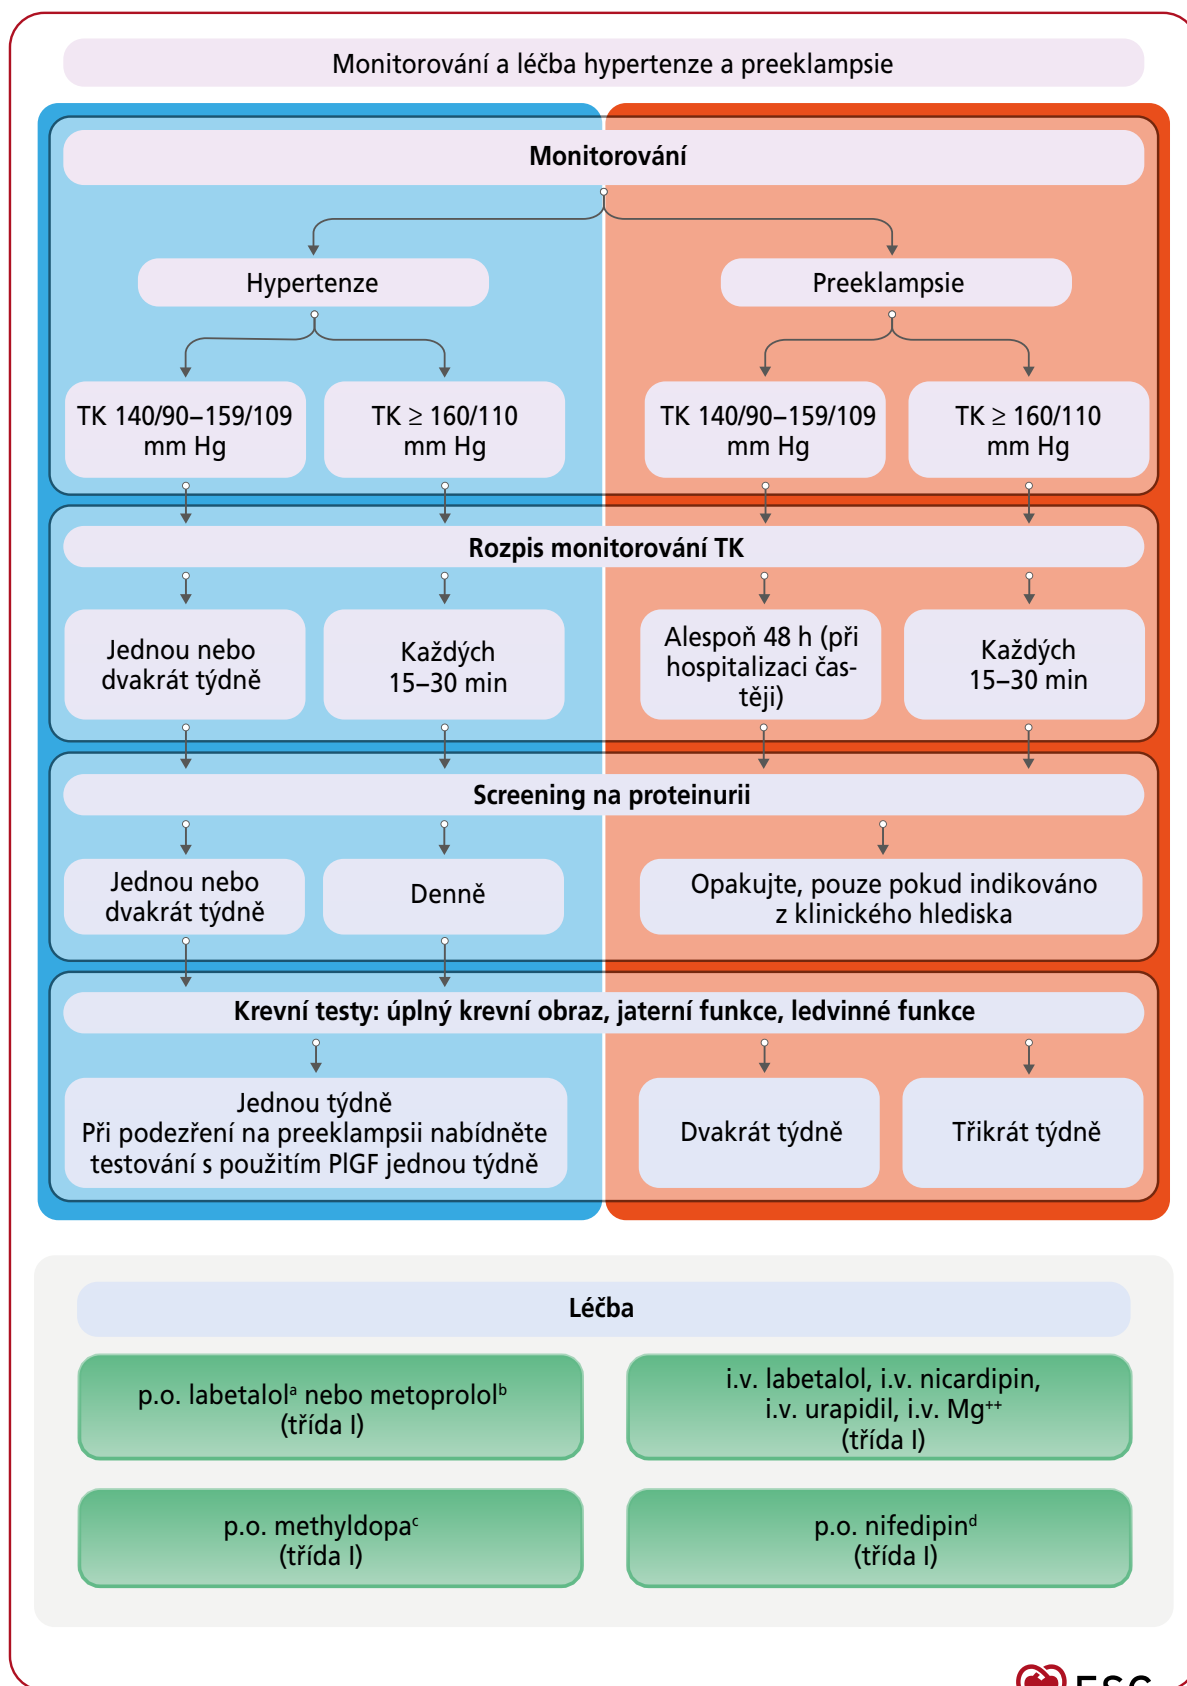 Monitorování a léčba hypertenze a preeklampsie
Monitorování
Hypertenze
Preeklampsie
TK 140/90–159/109
mm Hg
TK ≥ 160/110
mm Hg
TK 140/90–159/109
mm Hg
TK ≥ 160/110
mm Hg
Rozpis monitorování TK
Jednou nebo
dvakrát týdně
Každých
15–30 min
Alespoň 48 h (při
hospitalizaci čas-
těji)
Každých
15–30 min
Screening na proteinurii
Jednou nebo
dvakrát týdně
Denně
Opakujte, pouze pokud indikováno
z klinického hlediska
Krevní testy: úplný krevní obraz, jaterní funkce, ledvinné funkce
Jednou týdně
Při podezření na preeklampsii nabídněte
testování s použitím PlGF jednou týdně
Dvakrát týdně
Třikrát týdně
Léčba
p.o. labetalolᵃ nebo metoprololᵇ
(třída I)
i.v. labetalol, i.v. nicardipin,
i.v. urapidil, i.v. Mg⁺⁺
(třída I)
p.o. methyldopaᶜ
(třída I)
p.o. nifedipinᵈ
(třída I)
ESC